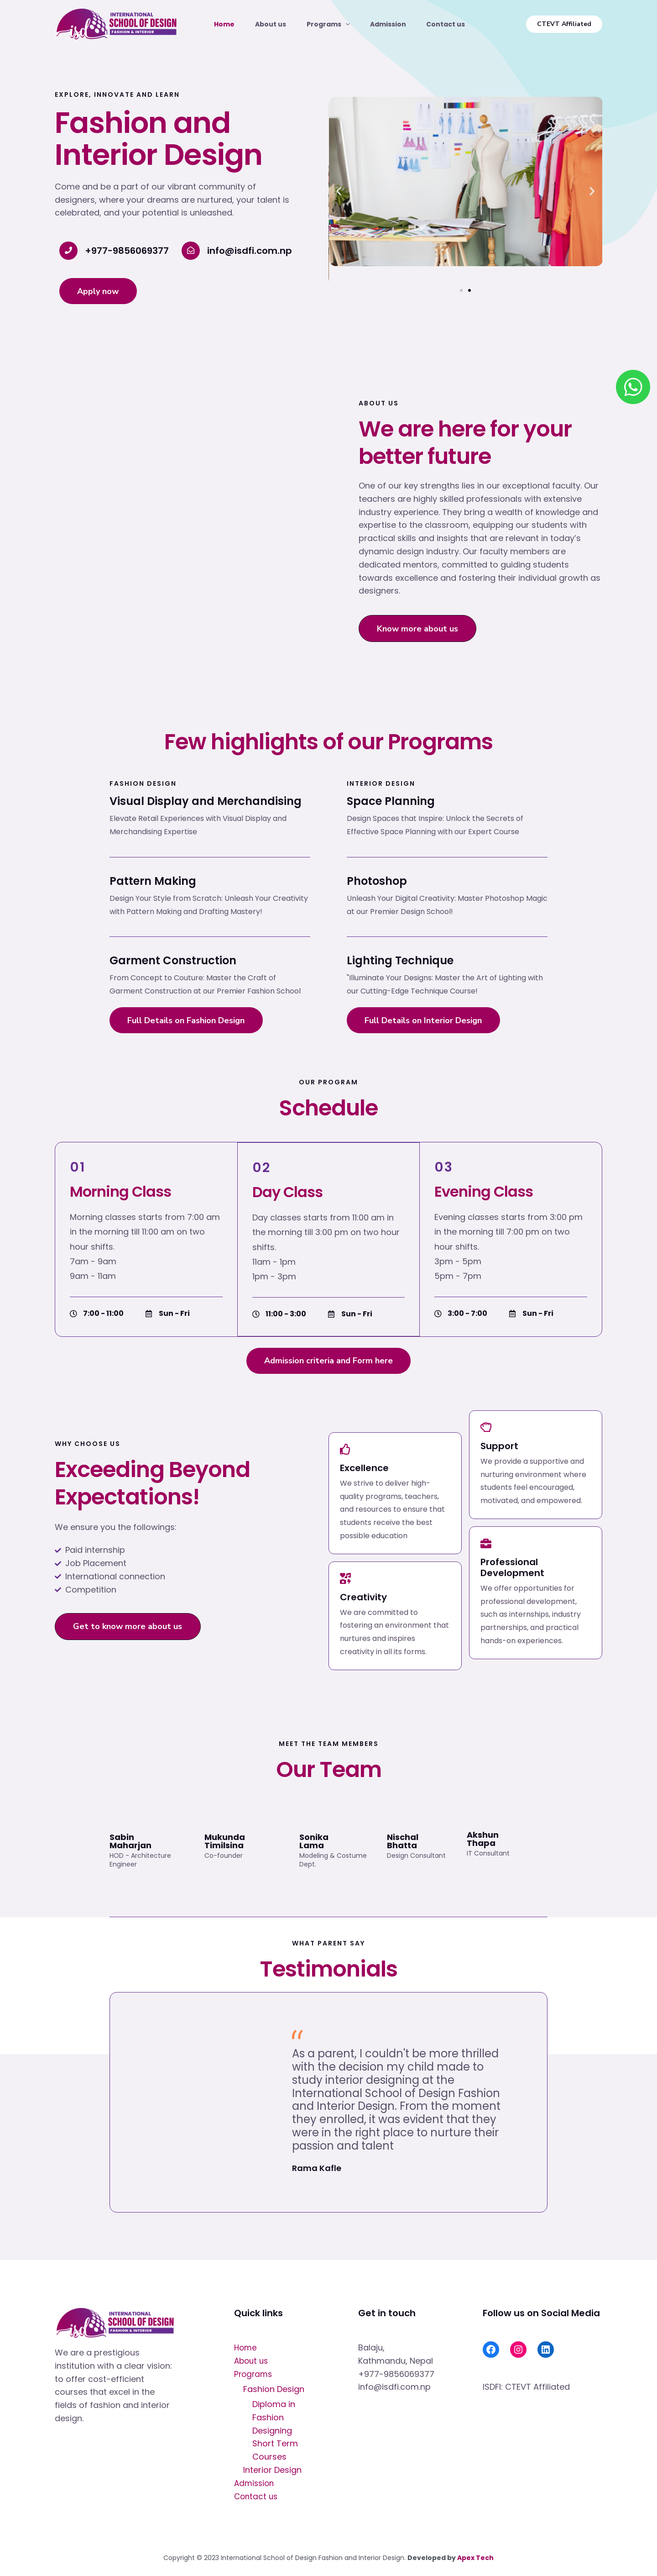 INTERNATIONAL
SCHOOL OF DESIGN
FASHION & INTERIOR
Home
About us
Programs
Admission
Contact us
CTEVT Affiliated
EXPLORE, INNOVATE AND LEARN
Fashion and
Interior Design
Come and be a part of our vibrant community of
designers, where your dreams are nurtured, your talent is
celebrated, and your potential is unleashed.
+977-9856069377
info@isdfi.com.np
Apply now
ABOUT US
We are here for your
better future
One of our key strengths lies in our exceptional faculty. Our
teachers are highly skilled professionals with extensive
industry experience. They bring a wealth of knowledge and
expertise to the classroom, equipping our students with
practical skills and insights that are relevant in today's
dynamic design industry. Our faculty members are
dedicated mentors, committed to guiding students
towards excellence and fostering their individual growth as
designers.
Know more about us
Few highlights of our Programs
FASHION DESIGN
Visual Display and Merchandising
Elevate Retail Experiences with Visual Display and
Merchandising Expertise
Pattern Making
Design Your Style from Scratch: Unleash Your Creativity
with Pattern Making and Drafting Mastery!
Garment Construction
From Concept to Couture: Master the Craft of
Garment Construction at our Premier Fashion School
Full Details on Fashion Design
INTERIOR DESIGN
Space Planning
Design Spaces that Inspire: Unlock the Secrets of
Effective Space Planning with our Expert Course
Photoshop
Unleash Your Digital Creativity: Master Photoshop Magic
at our Premier Design School!
Lighting Technique
"Illuminate Your Designs: Master the Art of Lighting with
our Cutting-Edge Technique Course!
Full Details on Interior Design
OUR PROGRAM
Schedule
01
Morning Class
Morning classes starts from 7:00 am
in the morning till 11:00 am on two
hour shifts.
7am - 9am
9am - 11am
7:00 - 11:00
Sun - Fri
02
Day Class
Day classes starts from 11:00 am in
the morning till 3:00 pm on two hour
shifts.
11am - 1pm
1pm - 3pm
11:00 - 3:00
Sun - Fri
03
Evening Class
Evening classes starts from 3:00 pm
in the morning till 7:00 pm on two
hour shifts.
3pm - 5pm
5pm - 7pm
3:00 - 7:00
Sun - Fri
Admission criteria and Form here
WHY CHOOSE US
Exceeding Beyond
Expectations!
We ensure you the followings:
Paid internship
Job Placement
International connection
Competition
Get to know more about us
Excellence
We strive to deliver high-
quality programs, teachers,
and resources to ensure that
students receive the best
possible education
Creativity
We are committed to
fostering an environment that
nurtures and inspires
creativity in all its forms.
Support
We provide a supportive and
nurturing environment where
students feel encouraged,
motivated, and empowered.
Professional
Development
We offer opportunities for
professional development,
such as internships, industry
partnerships, and practical
hands-on experiences.
MEET THE TEAM MEMBERS
Our Team
Sabin
Maharjan
HOD - Architecture
Engineer
Mukunda
Timilsina
Co-founder
Sonika
Lama
Modeling & Costume
Dept.
Nischal
Bhatta
Design Consultant
Akshun
Thapa
IT Consultant
WHAT PARENT SAY
Testimonials
As a parent, I couldn't be more thrilled
with the decision my child made to
study interior designing at the
International School of Design Fashion
and Interior Design. From the moment
they enrolled, it was evident that they
were in the right place to nurture their
passion and talent
Rama Kafle
INTERNATIONAL
SCHOOL OF DESIGN
FASHION & INTERIOR
We are a prestigious
institution with a clear vision:
to offer cost-efficient
courses that excel in the
fields of fashion and interior
design.
Quick links
Home
About us
Programs
Fashion Design
Diploma in
Fashion
Designing
Short Term
Courses
Interior Design
Admission
Contact us
Get in touch
Balaju,
Kathmandu, Nepal
+977-9856069377
info@isdfi.com.np
Follow us on Social Media
ISDFI: CTEVT Affiliated
Copyright © 2023 International School of Design Fashion and Interior Design. Developed by Apex Tech